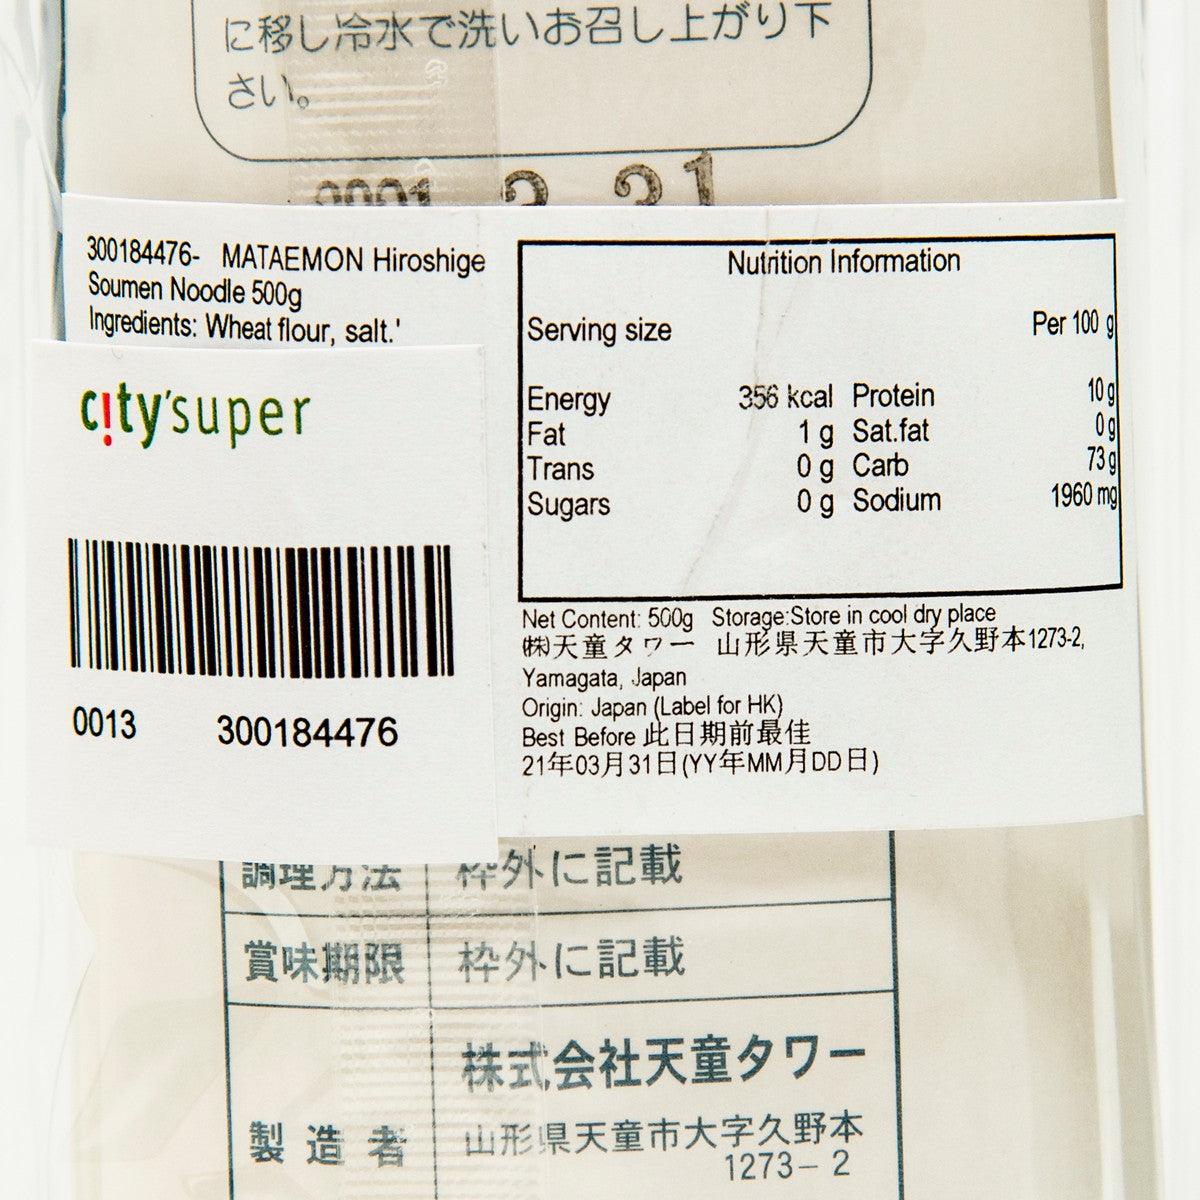 に移し冷水で洗いお召し上がり下
さい。
2021 3 31
300184476- MATAEMON Hiroshige
Soumen Noodle 500g
Ingredients: Wheat flour, salt.'
city'super
0013 300184476
Nutrition Information
Serving size Per 100 g
Energy 356 kcal Protein 10 g
Fat 1 g Sat.fat 0 g
Trans 0 g Carb 73 g
Sugars 0 g Sodium 1960 mg
Net Content: 500g Storage:Store in cool dry place
㈱天童タワー 山形県天童市大字久野本1273-2,
Yamagata, Japan
Origin: Japan (Label for HK)
Best Before 此日期前最佳
21年03月31日(YY年MM月DD日)
調理方法 枠外に記載
賞味期限 枠外に記載
製造者 株式会社天童タワー
山形県天童市大字久野本
1273-2